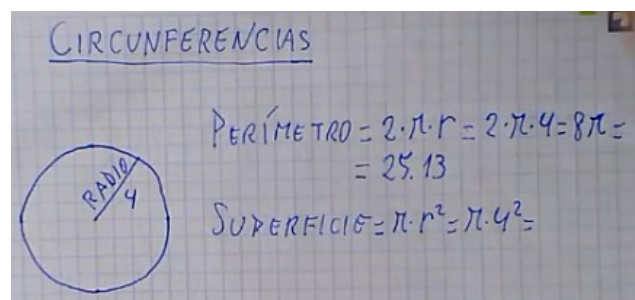 CIRCUNFERENCIAS
PERÍMETRO = 2·π·r = 2·π·4 = 8π =
= 25.13
RADIO
4
SUPERFICIE = π·r² = π·4² =